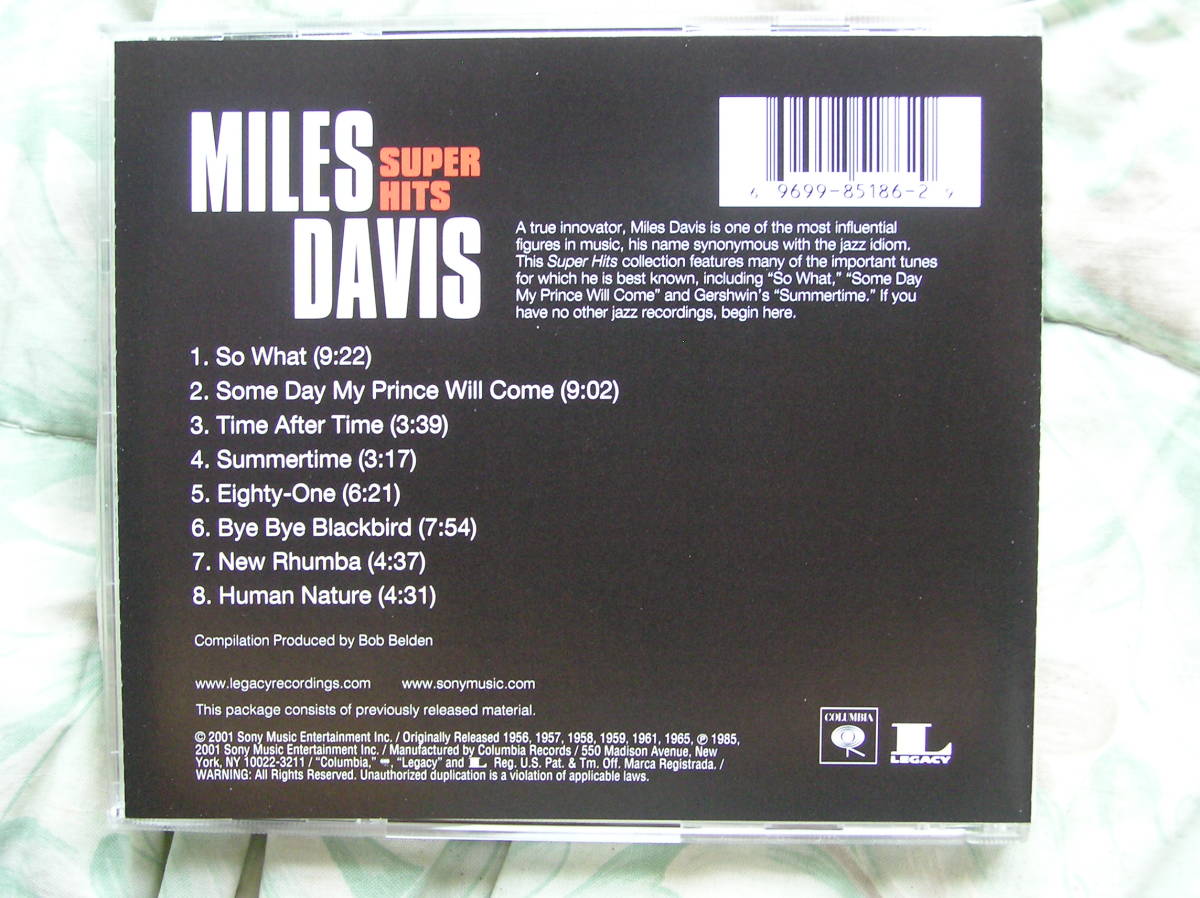 MILES SUPER
HITS
DAVIS
6 9699-85186-2 9
A true innovator, Miles Davis is one of the most influential
figures in music, his name synonymous with the jazz idiom.
This Super Hits collection features many of the important tunes
for which he is best known, including “So What,” “Some Day
My Prince Will Come” and Gershwin’s “Summertime.” If you
have no other jazz recordings, begin here.
1. So What (9:22)
2. Some Day My Prince Will Come (9:02)
3. Time After Time (3:39)
4. Summertime (3:17)
5. Eighty-One (6:21)
6. Bye Bye Blackbird (7:54)
7. New Rhumba (4:37)
8. Human Nature (4:31)
Compilation Produced by Bob Belden
www.legacyrecordings.com www.sonymusic.com
This package consists of previously released material.
© 2001 Sony Music Entertainment Inc. / Originally Released 1956, 1957, 1958, 1959, 1961, 1965, ℗ 1985,
2001 Sony Music Entertainment Inc. / Manufactured by Columbia Records / 550 Madison Avenue, New
York, NY 10022-3211 / “Columbia,” , “Legacy” and L Reg. U.S. Pat. & Tm. Off. Marca Registrada. /
WARNING: All Rights Reserved. Unauthorized duplication is a violation of applicable laws.
COLUMBIA
L
LEGACY